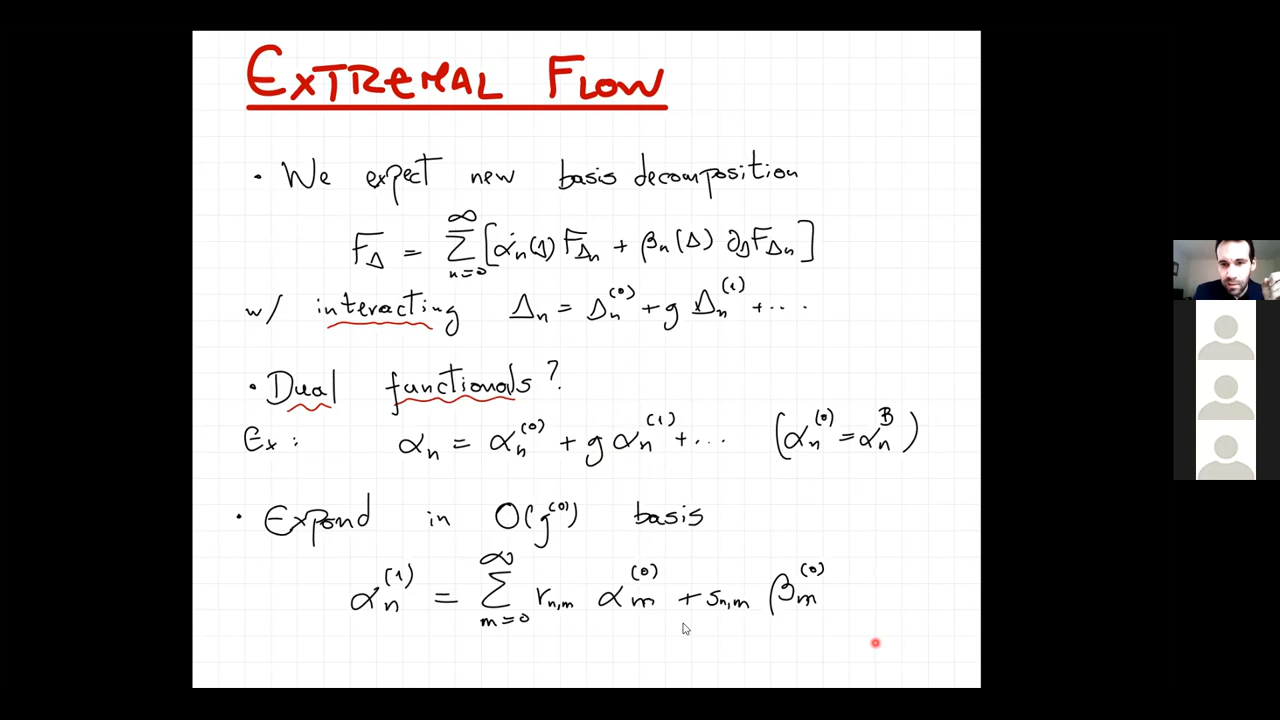 EXTREMAL FLOW
• We expect new basis decomposition
F_Δ = ∑_{n=0}^{∞} [α_n(Δ) F_{Δ_n} + β_n(Δ) ∂_Δ F_{Δ_n}]
w/ interacting Δ_n = Δ_n^{(0)} + g Δ_n^{(1)} + ....
• Dual functionals?
Ex: α_n = α_n^{(0)} + g α_n^{(1)} + ... (α_n^{(0)} = α_n^B)
• Expand in O(g^{(0)}) basis
α_n^{(1)} = ∑_{m=0}^{∞} r_{n,m} α_m^{(0)} + s_{n,m} β_m^{(0)}